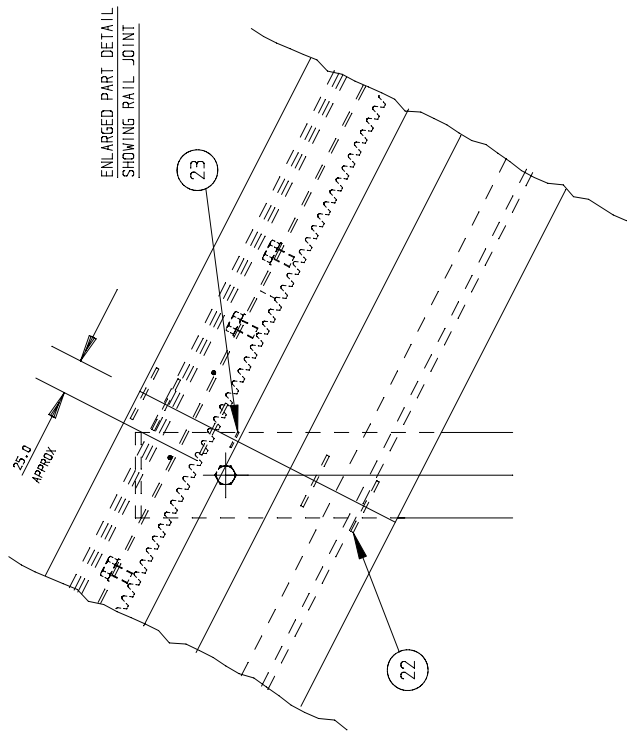 ENLARGED PART DETAIL
SHOWING RAIL JOINT
23
25.0
APPROX
22